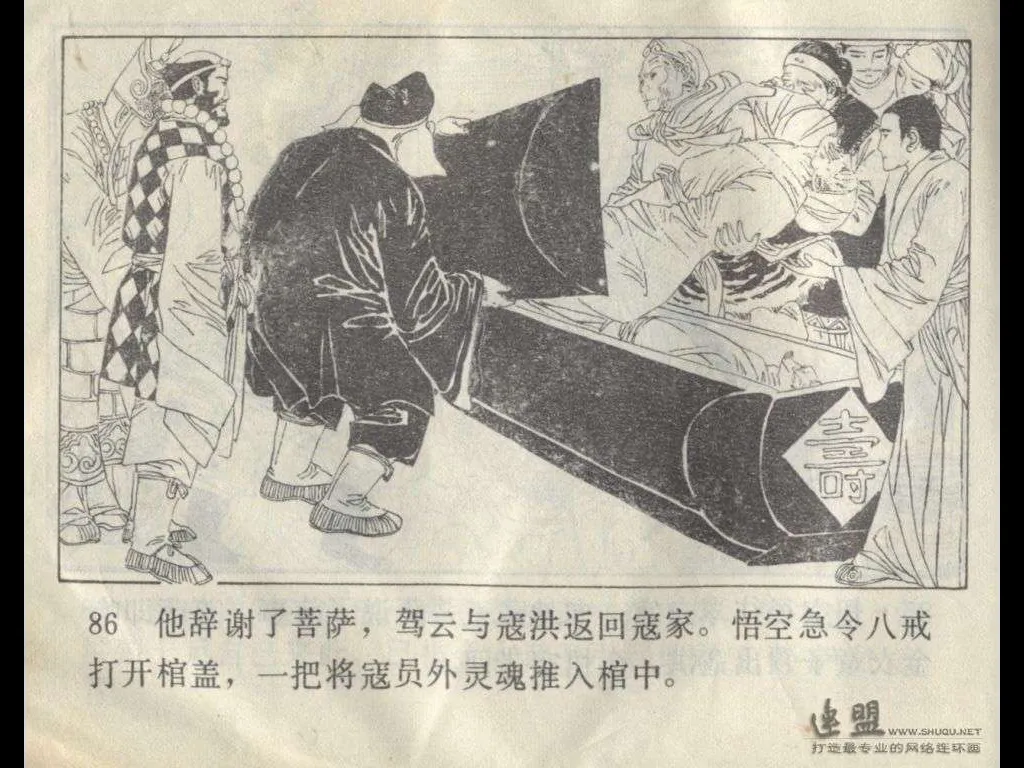 壽
86 他辞谢了菩萨，驾云与寇洪返回寇家。悟空急令八戒
打开棺盖，一把将寇员外灵魂推入棺中。
连盟 WWW.SHUQU.NET
打造最专业的网络连环画